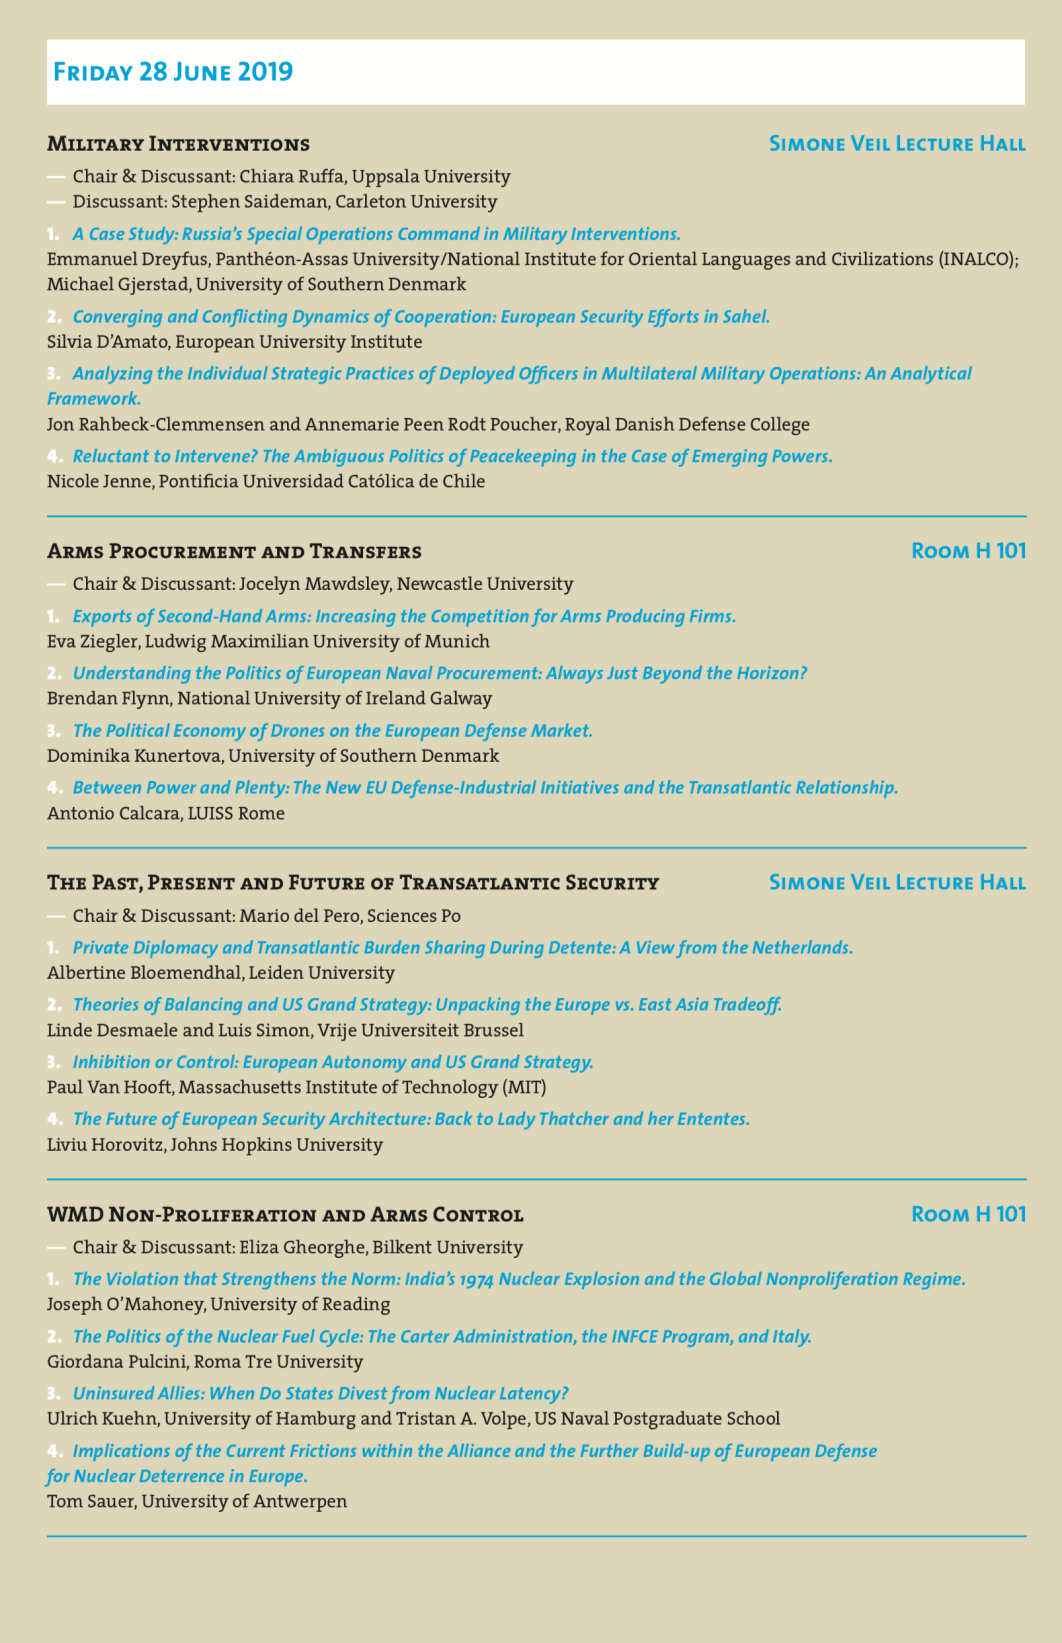 Friday 28 June 2019
Military Interventions Simone Veil Lecture Hall
— Chair & Discussant: Chiara Ruffa, Uppsala University
— Discussant: Stephen Saideman, Carleton University
1. A Case Study: Russia’s Special Operations Command in Military Interventions.
Emmanuel Dreyfus, Panthéon-Assas University/National Institute for Oriental Languages and Civilizations (INALCO);
Michael Gjerstad, University of Southern Denmark
2. Converging and Conflicting Dynamics of Cooperation: European Security Efforts in Sahel.
Silvia D’Amato, European University Institute
3. Analyzing the Individual Strategic Practices of Deployed Officers in Multilateral Military Operations: An Analytical
Framework.
Jon Rahbeck-Clemmensen and Annemarie Peen Rodt Poucher, Royal Danish Defense College
4. Reluctant to Intervene? The Ambiguous Politics of Peacekeeping in the Case of Emerging Powers.
Nicole Jenne, Pontificia Universidad Católica de Chile
Arms Procurement and Transfers Room H 101
— Chair & Discussant: Jocelyn Mawdsley, Newcastle University
1. Exports of Second-Hand Arms: Increasing the Competition for Arms Producing Firms.
Eva Ziegler, Ludwig Maximilian University of Munich
2. Understanding the Politics of European Naval Procurement: Always Just Beyond the Horizon?
Brendan Flynn, National University of Ireland Galway
3. The Political Economy of Drones on the European Defense Market.
Dominika Kunertova, University of Southern Denmark
4. Between Power and Plenty: The New EU Defense-Industrial Initiatives and the Transatlantic Relationship.
Antonio Calcara, LUISS Rome
The Past, Present and Future of Transatlantic Security Simone Veil Lecture Hall
— Chair & Discussant: Mario del Pero, Sciences Po
1. Private Diplomacy and Transatlantic Burden Sharing During Detente: A View from the Netherlands.
Albertine Bloemendhal, Leiden University
2. Theories of Balancing and US Grand Strategy: Unpacking the Europe vs. East Asia Tradeoff.
Linde Desmaele and Luis Simon, Vrije Universiteit Brussel
3. Inhibition or Control: European Autonomy and US Grand Strategy.
Paul Van Hooft, Massachusetts Institute of Technology (MIT)
4. The Future of European Security Architecture: Back to Lady Thatcher and her Ententes.
Liviu Horovitz, Johns Hopkins University
WMD Non-Proliferation and Arms Control Room H 101
— Chair & Discussant: Eliza Gheorghe, Bilkent University
1. The Violation that Strengthens the Norm: India’s 1974 Nuclear Explosion and the Global Nonproliferation Regime.
Joseph O’Mahoney, University of Reading
2. The Politics of the Nuclear Fuel Cycle: The Carter Administration, the INFCE Program, and Italy.
Giordana Pulcini, Roma Tre University
3. Uninsured Allies: When Do States Divest from Nuclear Latency?
Ulrich Kuehn, University of Hamburg and Tristan A. Volpe, US Naval Postgraduate School
4. Implications of the Current Frictions within the Alliance and the Further Build-up of European Defense
for Nuclear Deterrence in Europe.
Tom Sauer, University of Antwerpen